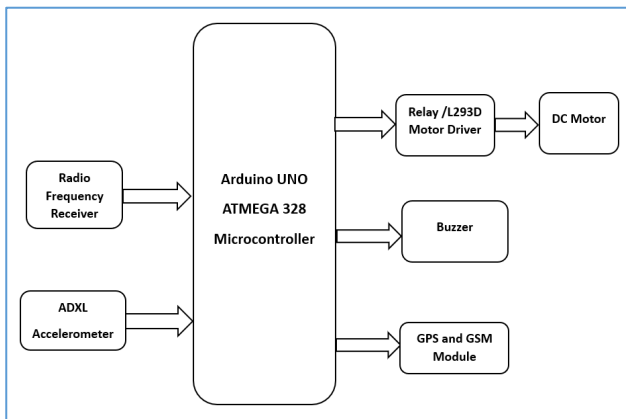 Radio
Frequency
Receiver
ADXL
Accelerometer
Arduino UNO
ATMEGA 328
Microcontroller
Relay /L293D
Motor Driver
DC Motor
Buzzer
GPS and GSM
Module